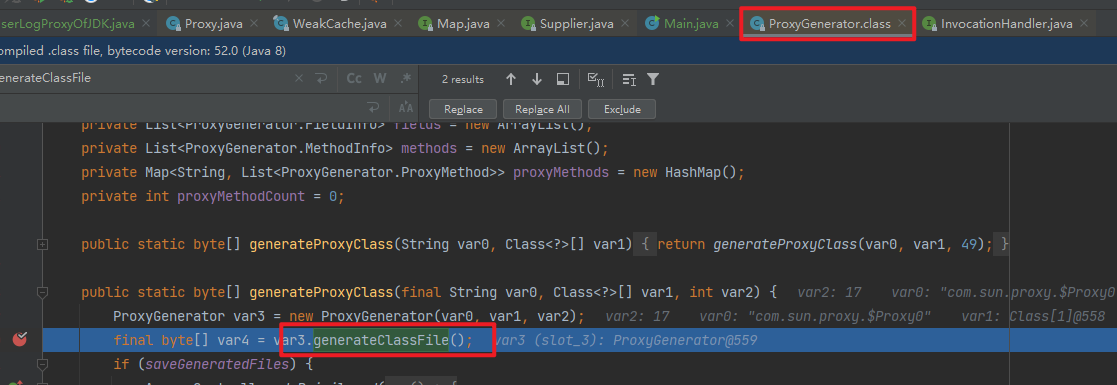 serLogProxyOfJDK.java Proxy.java WeakCache.java Map.java Supplier.java Main.java ProxyGenerator.class InvocationHandler.java
ompiled .class file, bytecode version: 52.0 (Java 8)
enerateClassFile Cc W .* 2 results
Replace Replace All Exclude
private List<ProxyGenerator.FieldInfo> fields = new ArrayList();
private List<ProxyGenerator.MethodInfo> methods = new ArrayList();
private Map<String, List<ProxyGenerator.ProxyMethod>> proxyMethods = new HashMap();
private int proxyMethodCount = 0;
public static byte[] generateProxyClass(String var0, Class<?>[] var1) { return generateProxyClass(var0, var1, 49); }
public static byte[] generateProxyClass(final String var0, Class<?>[] var1, int var2) { var2: 17 var0: "com.sun.proxy.$Proxy0"
ProxyGenerator var3 = new ProxyGenerator(var0, var1, var2); var2: 17 var0: "com.sun.proxy.$Proxy0" var1: Class[1]@558
final byte[] var4 = var3.generateClassFile(); var3 (slot_3): ProxyGenerator@559
if (saveGeneratedFiles) {